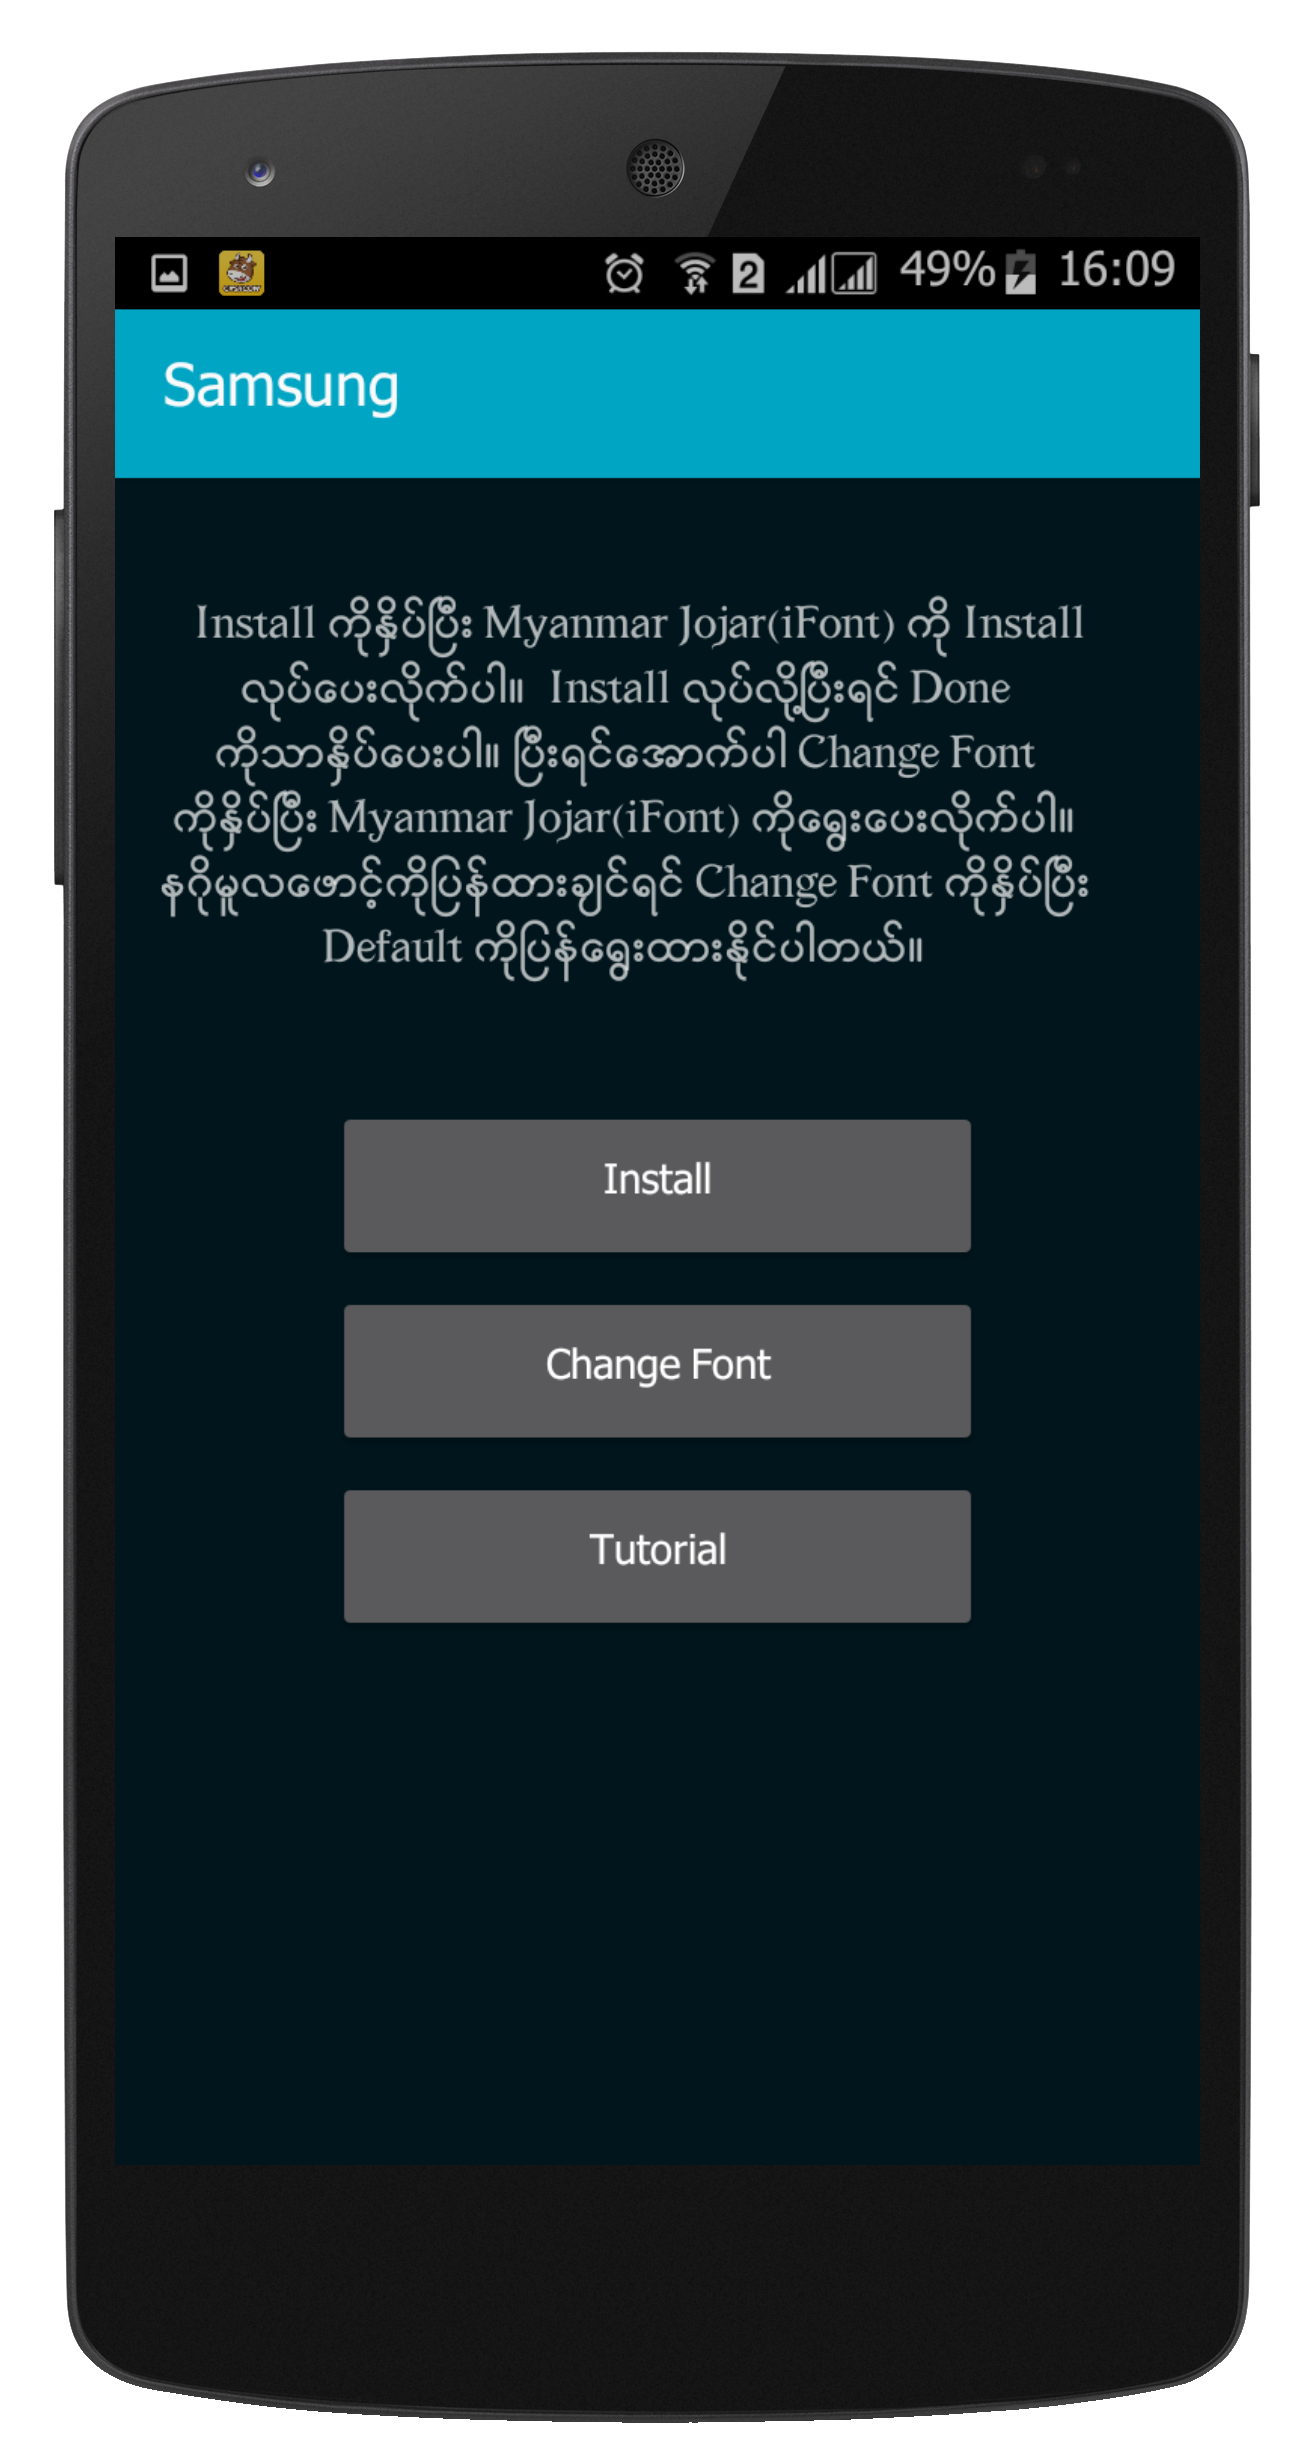 49% 16:09
Samsung
Install ကိုနှိပ်ပြီး Myanmar Jojar(iFont) ကို Install
လုပ်ပေးလိုက်ပါ။ Install လုပ်လို့ပြီးရင် Done
ကိုသာနှိပ်ပေးပါ။ ပြီးရင်အောက်ပါ Change Font
ကိုနှိပ်ပြီး Myanmar Jojar(iFont) ကိုရွေးပေးလိုက်ပါ။
နဂိုမူလဖောင့်ကိုပြန်ထားချင်ရင် Change Font ကိုနှိပ်ပြီး
Default ကိုပြန်ရွေးထားနိုင်ပါတယ်။
Install
Change Font
Tutorial